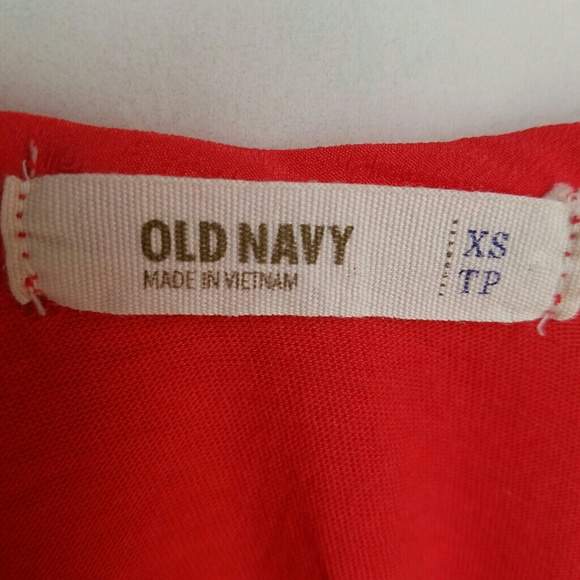 OLD NAVY
MADE IN VIETNAM
XS
TP